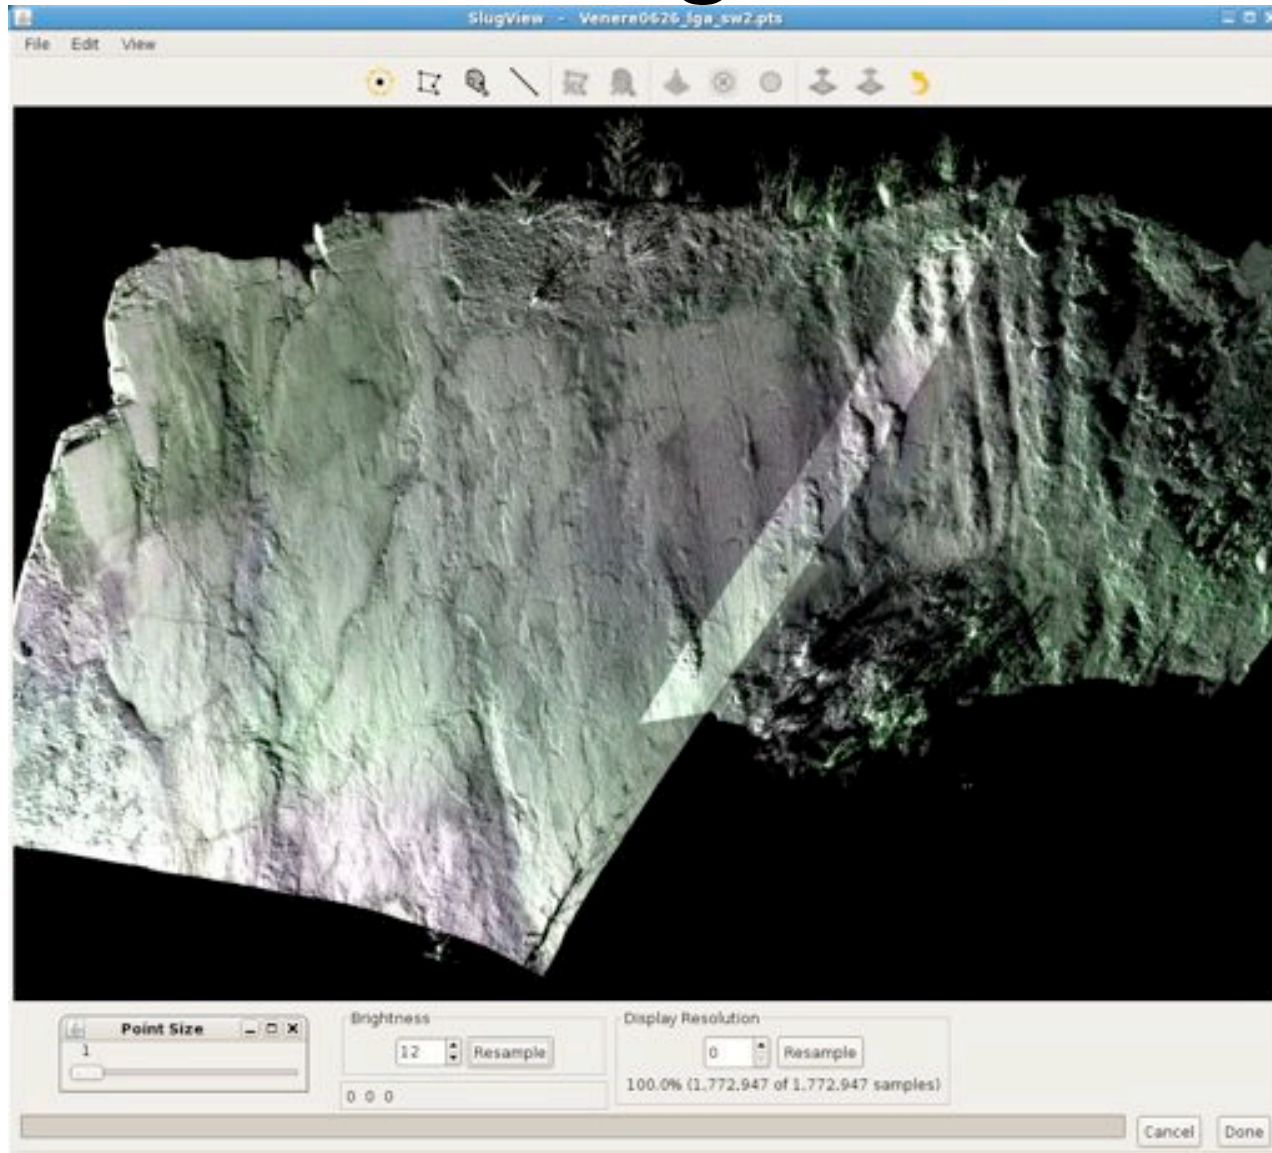 SlugView - Venere0626_lga_sw2.pts
File Edit View
Point Size
1
Brightness
12 Resample
0 0 0
Display Resolution
0 Resample
100.0% (1,772,947 of 1,772,947 samples)
Cancel Done